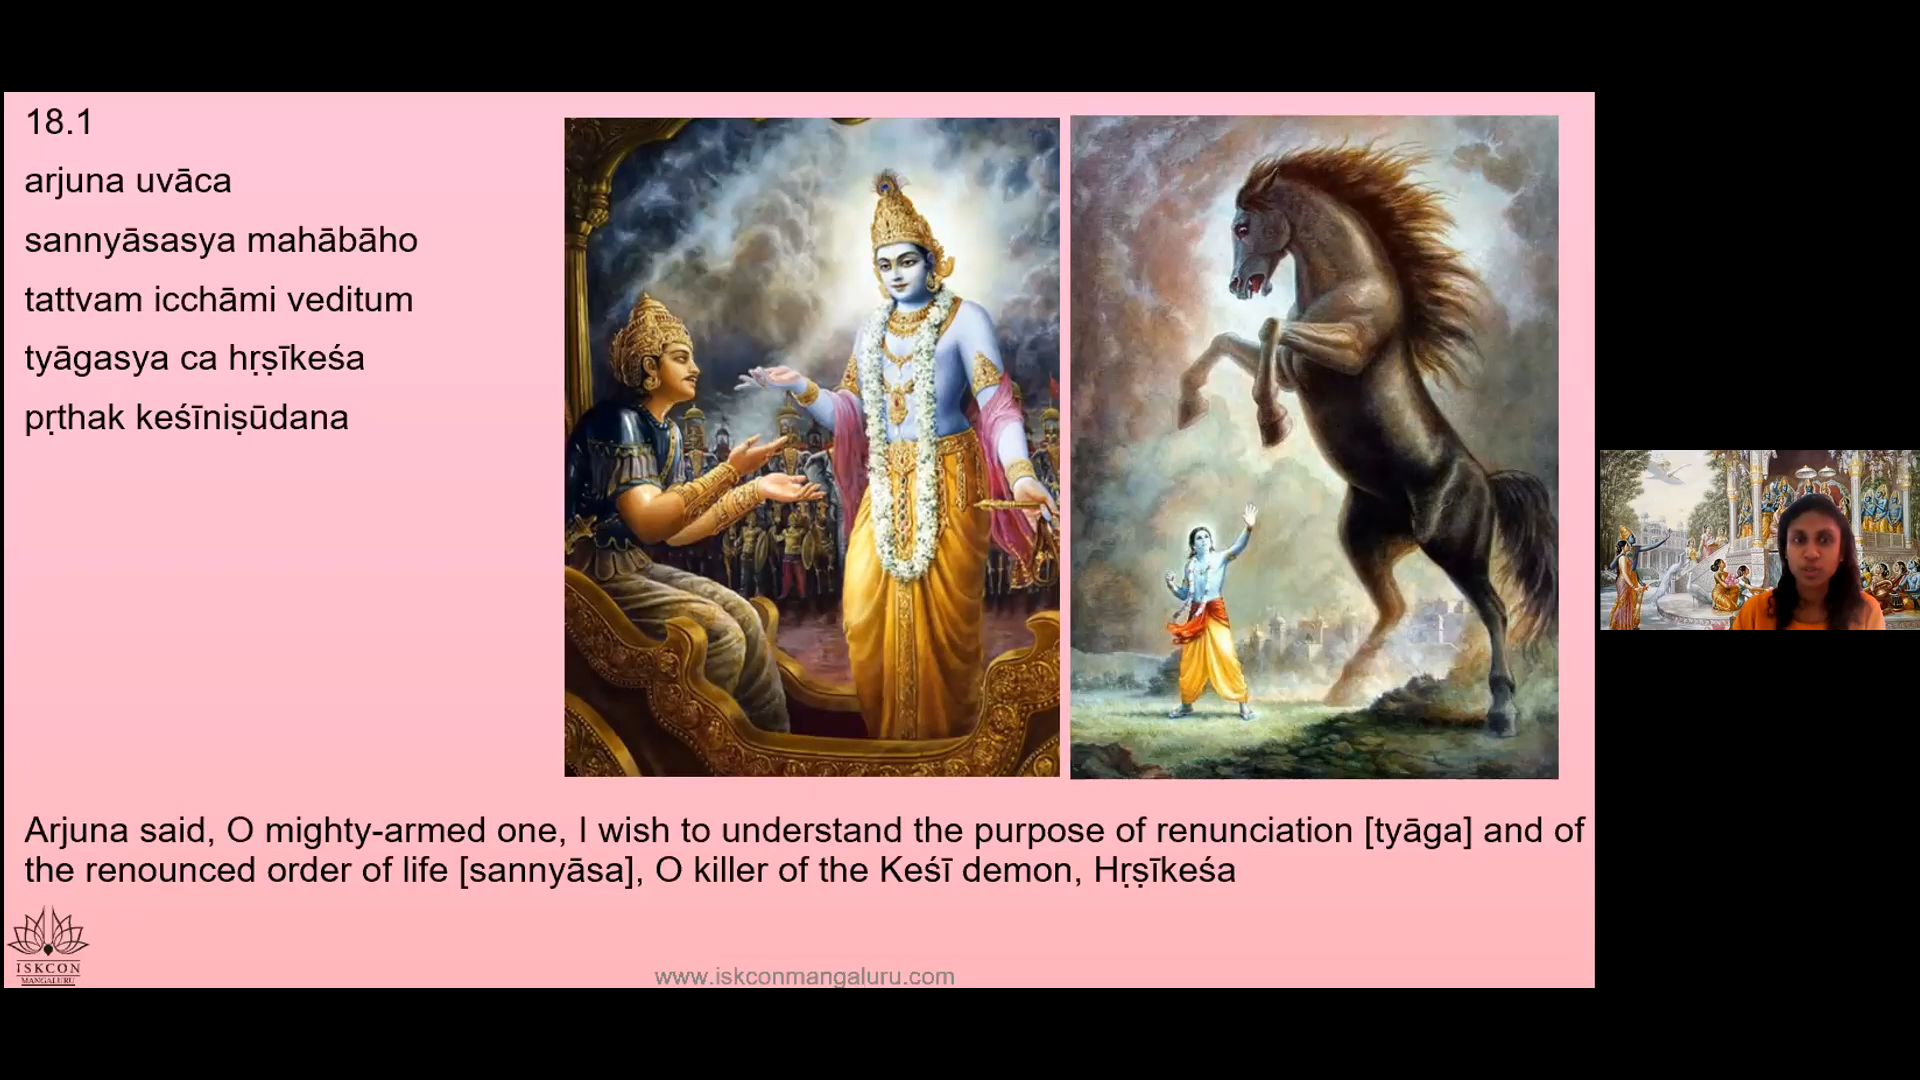 18.1
arjuna uvāca
sannyāsasya mahābāho
tattvam icchāmi veditum
tyāgasya ca hṛṣīkeśa
pṛthak keśīniṣūdana
Arjuna said, O mighty-armed one, I wish to understand the purpose of renunciation [tyāga] and of
the renounced order of life [sannyāsa], O killer of the Keśī demon, Hṛṣīkeśa
ISKCON
MANGALURU
www.iskconmangaluru.com